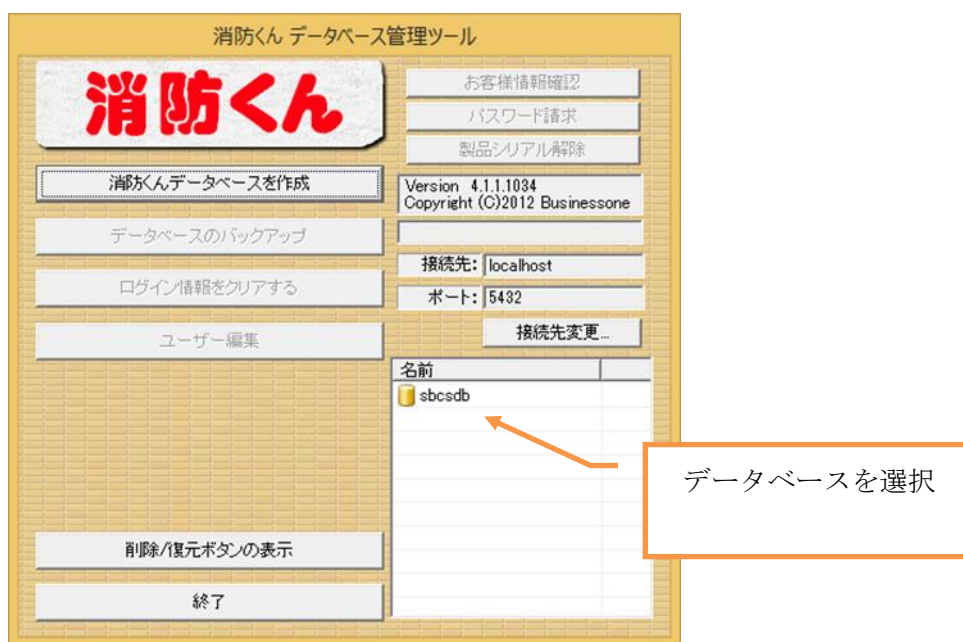 消防くん データベース管理ツール
消防くん
お客様情報確認
パスワード請求
製品シリアル解除
消防くんデータベースを作成
Version 4.1.1.1034
Copyright (C)2012 Businessone
データベースのバックアップ
接続先: localhost
ログイン情報をクリアする
ポート: 5432
接続先変更...
ユーザー編集
名前
sbcsdb
データベースを選択
削除/復元ボタンの表示
終了